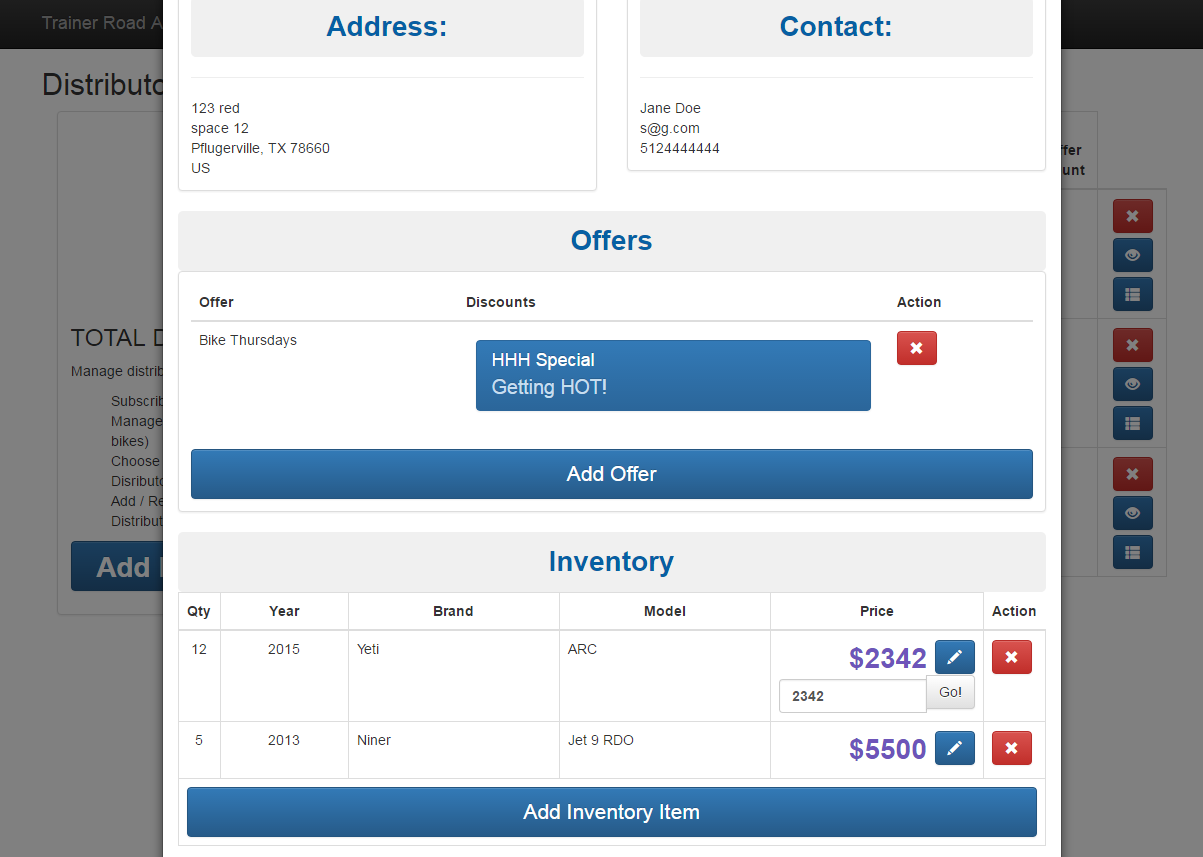 Trainer Road A
Address:
Contact:
Distributo
123 red
space 12
Pflugerville, TX 78660
US
Jane Doe
s@g.com
5124444444
ffer
unt
Offers
Offer Discounts Action
Bike Thursdays
HHH Special
Getting HOT!
Add Offer
TOTAL D
Manage distrib
Subscrib
Manage
bikes)
Choose
Disributo
Add / Re
Distribut
Add
Inventory
Qty Year Brand Model Price Action
12 2015 Yeti ARC $2342
2342 Go!
5 2013 Niner Jet 9 RDO $5500
Add Inventory Item